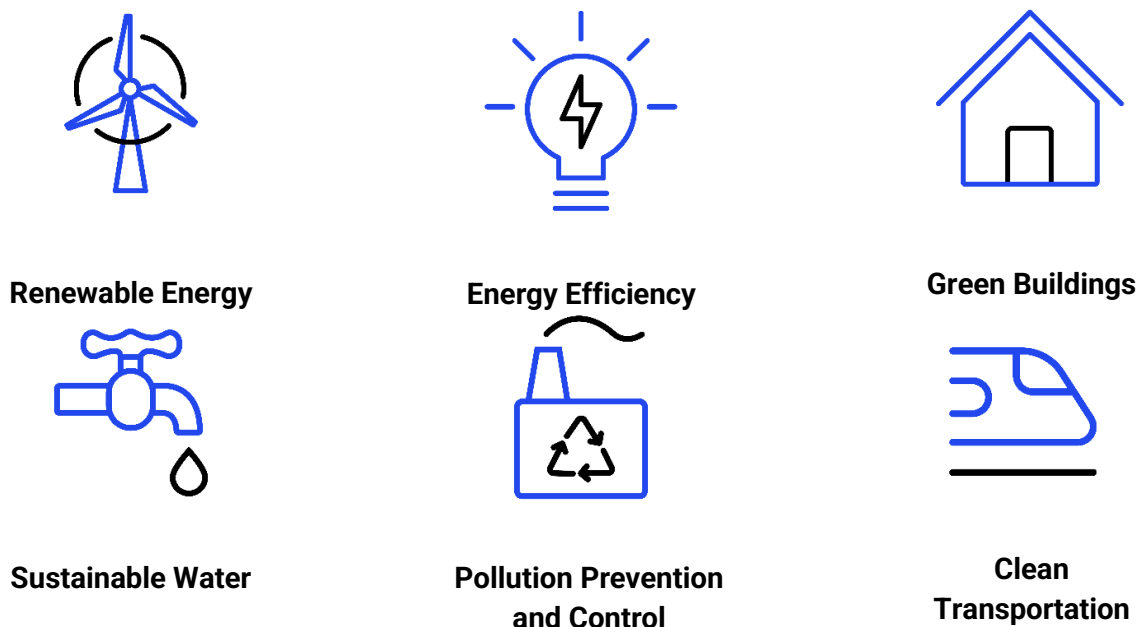 Renewable Energy
Energy Efficiency
Green Buildings
Sustainable Water
Pollution Prevention
and Control
Clean
Transportation